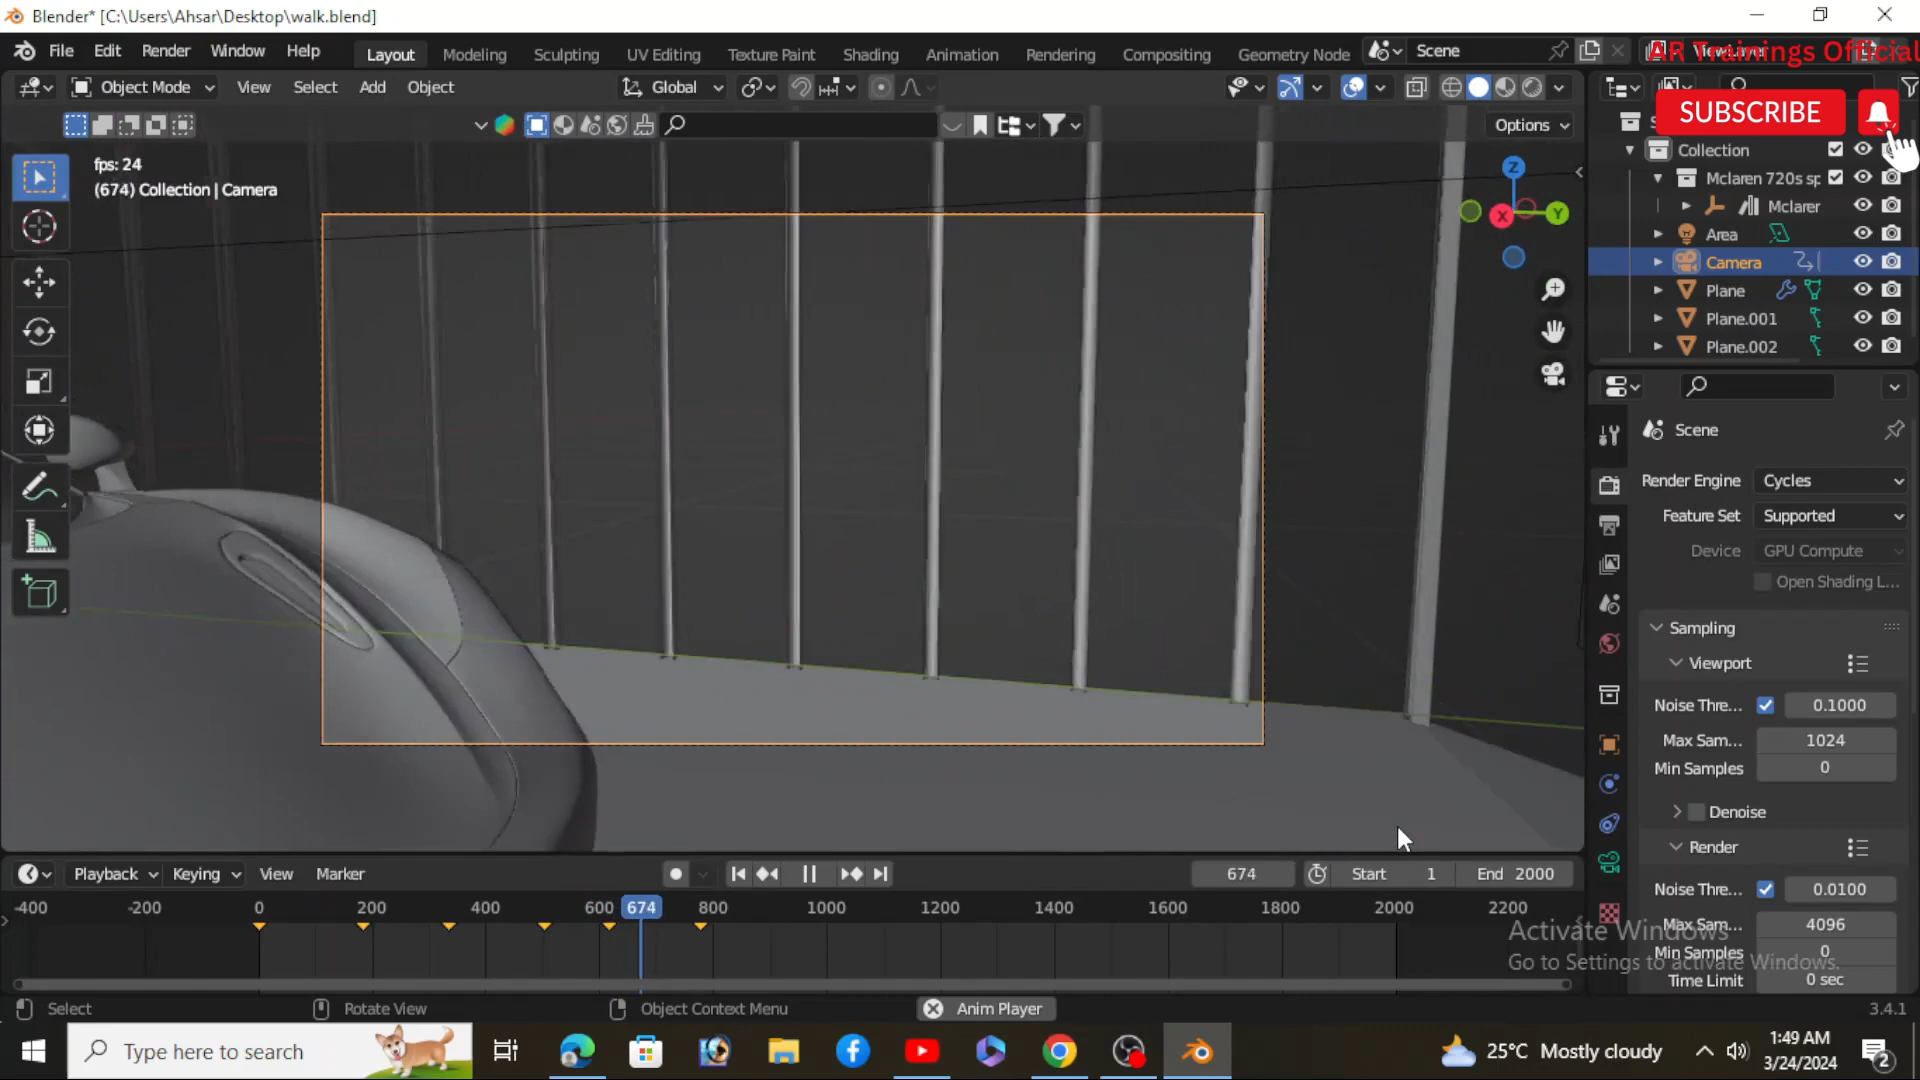 Blender* [C:\Users\Ahsar\Desktop\walk.blend]
File Edit Render Window Help Layout Modeling Sculpting UV Editing Texture Paint Shading Animation Rendering Compositing Geometry Node Scene
AR Trainings Official
Object Mode View Select Add Object Global
SUBSCRIBE
Options
fps: 24
(674) Collection | Camera
Z
X
Y
Collection
Mclaren 720s sp
Mclarer
Area
Camera
Plane
Plane.001
Plane.002
Scene
Render Engine Cycles
Feature Set Supported
Device GPU Compute
Open Shading L...
Sampling
Viewport
Noise Thre... 0.1000
Max Sam... 1024
Min Samples 0
Denoise
Render
Noise Thre... 0.0100
Max Sam... 4096
Min Samples 0
Time Limit 0 sec
Playback Keying View Marker 674 Start 1 End 2000
-400 -200 0 200 400 600 674 800 1000 1200 1400 1600 1800 2000 2200
Activate Windows
Go to Settings to activate Windows.
Select Rotate View Object Context Menu Anim Player 3.4.1
Type here to search
25°C Mostly cloudy
1:49 AM
3/24/2024
2